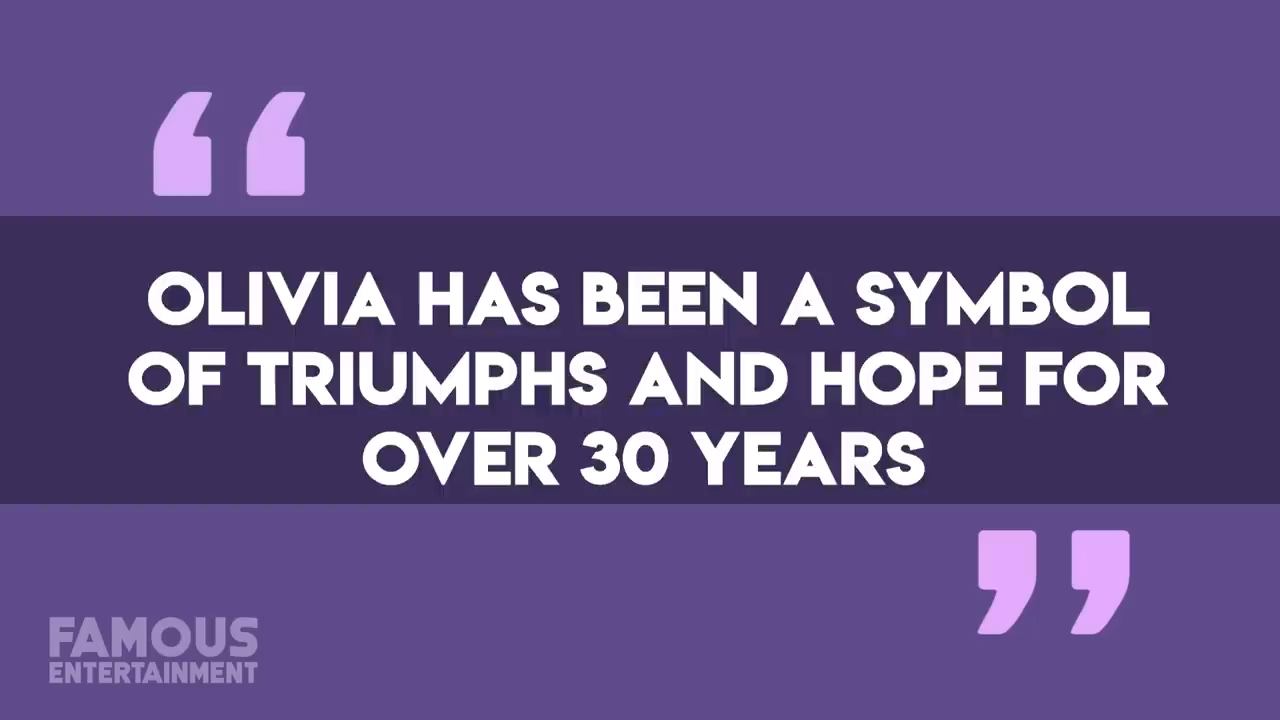 “
OLIVIA HAS BEEN A SYMBOL
OF TRIUMPHS AND HOPE FOR
OVER 30 YEARS
”
FAMOUS
ENTERTAINMENT